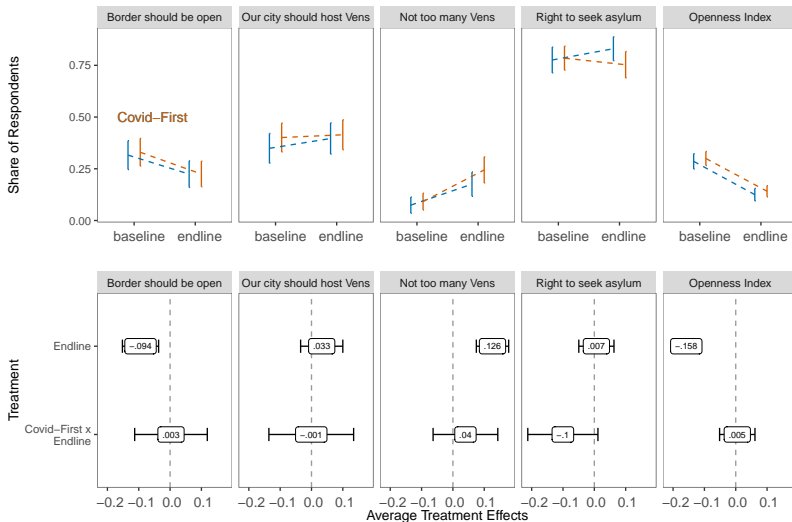 Border should be open
Our city should host Vens
Not too many Vens
Right to seek asylum
Openness Index
Share of Respondents
0.75
0.50
0.25
0.00
Covid−First
baseline endline
baseline endline
baseline endline
baseline endline
baseline endline
Border should be open
Our city should host Vens
Not too many Vens
Right to seek asylum
Openness Index
Treatment
Endline
−.094
.033
.126
.007
−.158
Covid−First x
Endline
.003
−.001
.04
−.1
.005
−0.2 −0.1 0.0 0.1
−0.2 −0.1 0.0 0.1
−0.2 −0.1 0.0 0.1
−0.2 −0.1 0.0 0.1
−0.2 −0.1 0.0 0.1
Average Treatment Effects